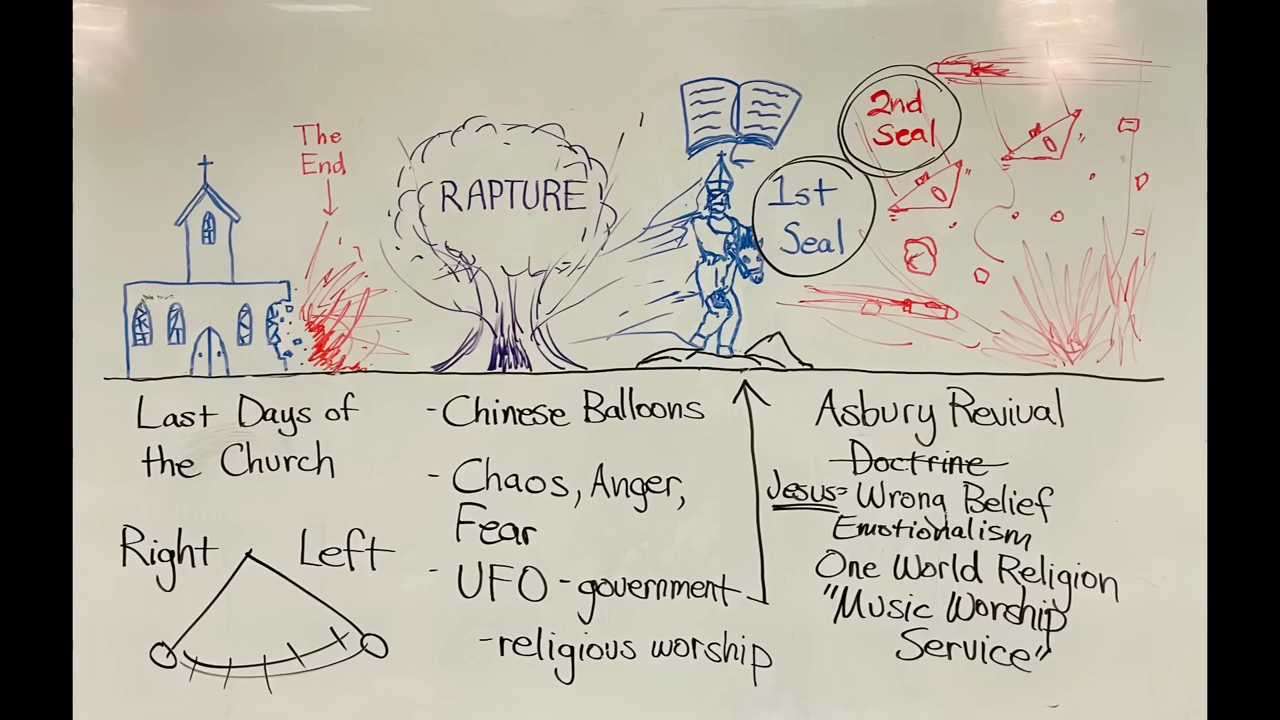 The
End
RAPTURE
1st
Seal
2nd
Seal
Last Days of
the Church
Right Left
- Chinese Balloons
- Chaos, Anger,
Fear
- UFO - government
- religious worship
Asbury Revival
Doctrine
Jesus = Wrong Belief
Emotionalism
One World Religion
"Music Worship
Service"